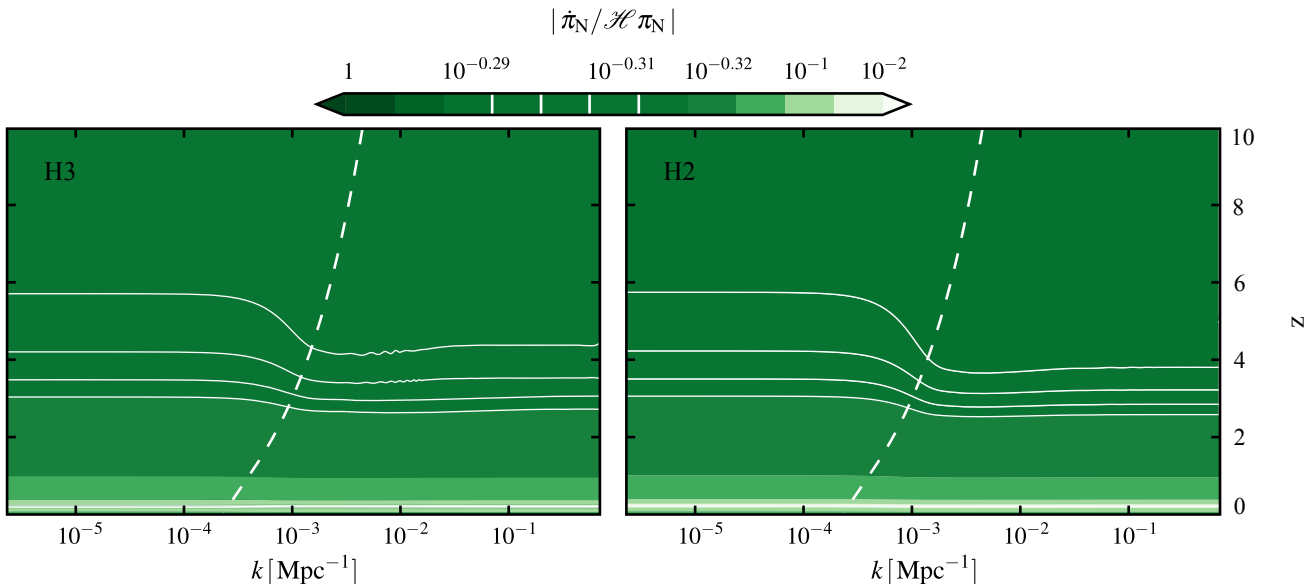 | π̇_N/ℋ π_N |
1 10^−0.29 10^−0.31 10^−0.32 10^−1 10^−2
H3 H2
10
8
6
4
2
0
z
10^−5 10^−4 10^−3 10^−2 10^−1 10^−5 10^−4 10^−3 10^−2 10^−1
k [Mpc^−1] k [Mpc^−1]